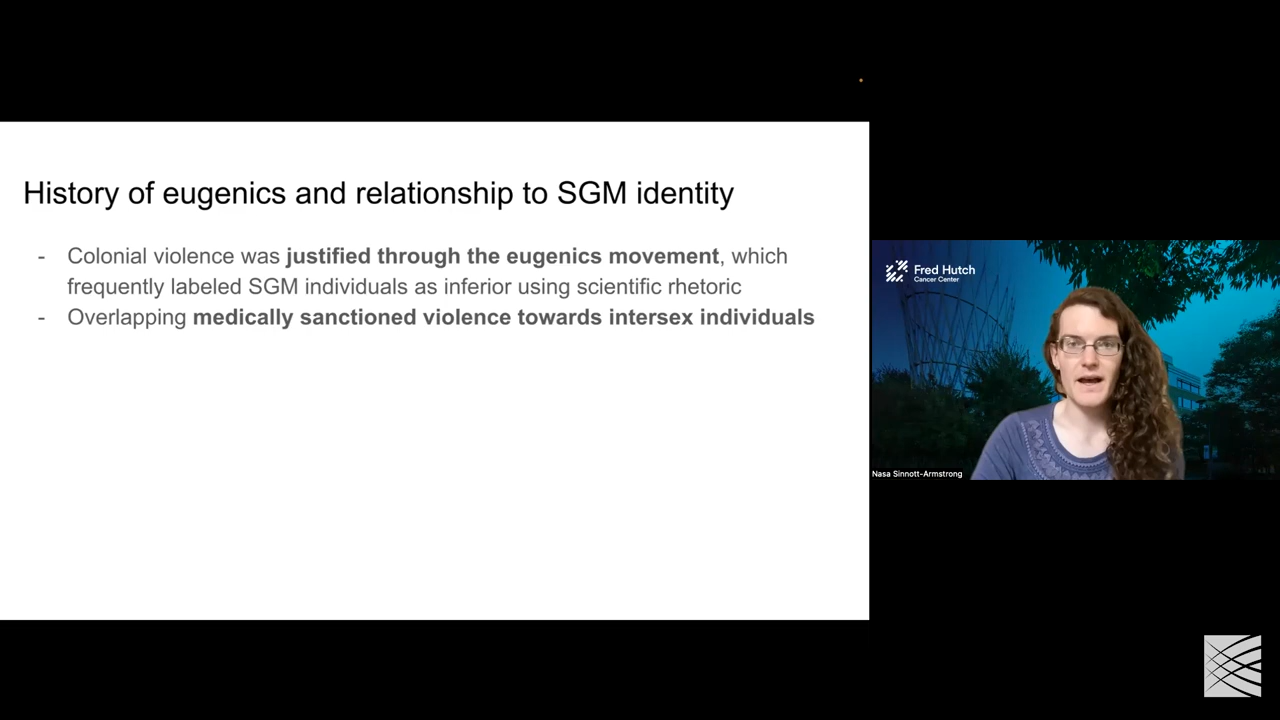 History of eugenics and relationship to SGM identity
- Colonial violence was justified through the eugenics movement, which
frequently labeled SGM individuals as inferior using scientific rhetoric
- Overlapping medically sanctioned violence towards intersex individuals
Fred Hutch
Cancer Center
Nasa Sinnott-Armstrong